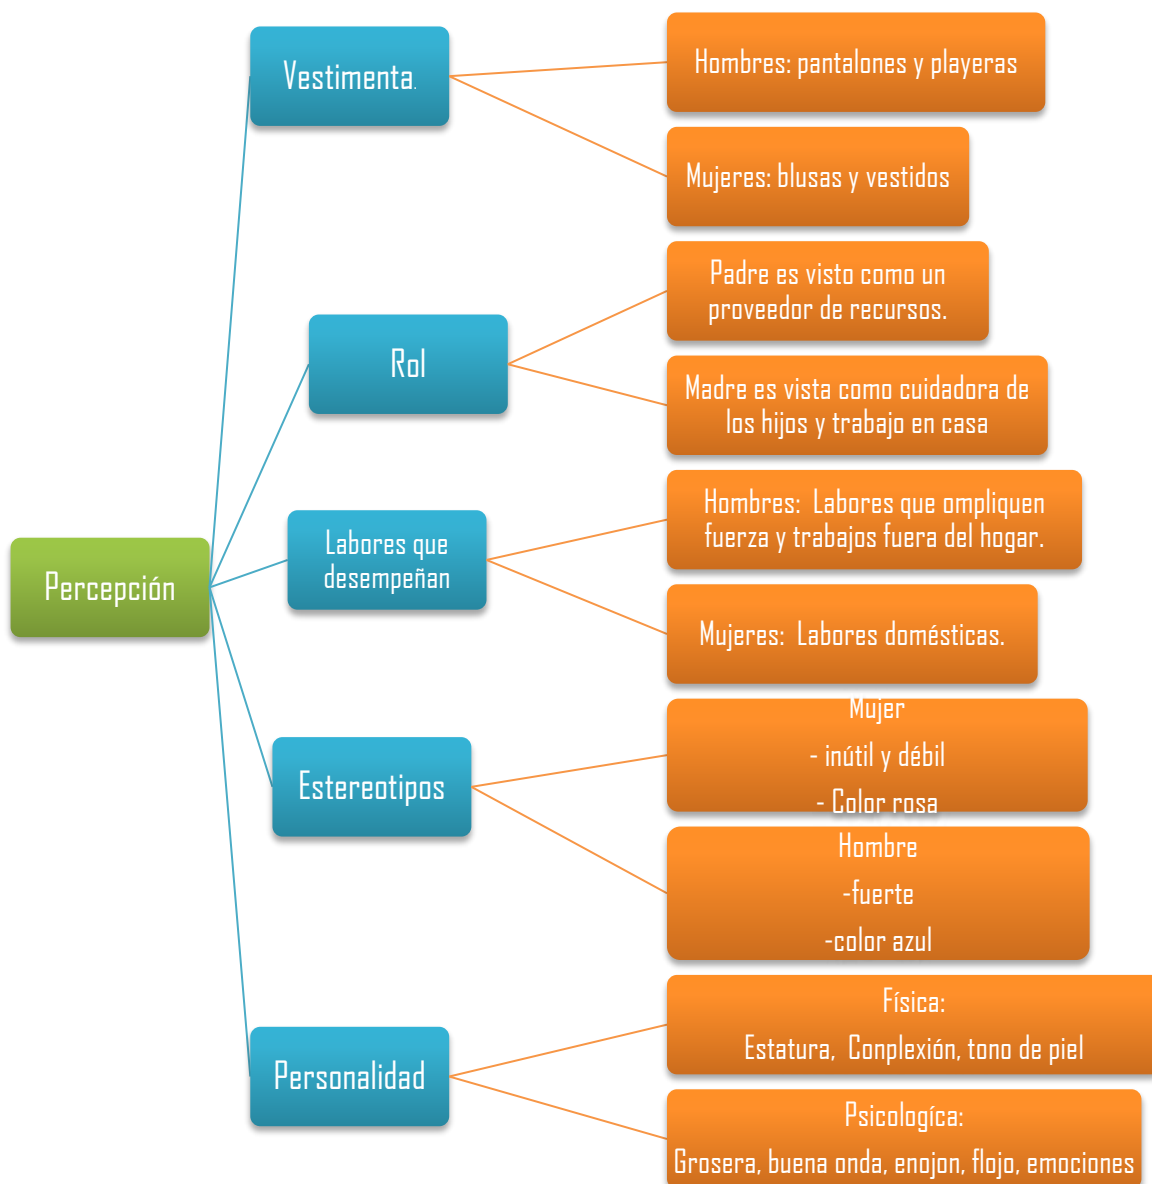 Percepción
Vestimenta.
Hombres: pantalones y playeras
Mujeres: blusas y vestidos
Rol
Padre es visto como un
proveedor de recursos.
Madre es vista como cuidadora de
los hijos y trabajo en casa
Labores que
desempeñan
Hombres: Labores que ompliquen
fuerza y trabajos fuera del hogar.
Mujeres: Labores domésticas.
Estereotipos
Mujer
- inútil y débil
- Color rosa
Hombre
-fuerte
-color azul
Personalidad
Física:
Estatura, Conplexión, tono de piel
Psicologíca:
Grosera, buena onda, enojon, flojo, emociones